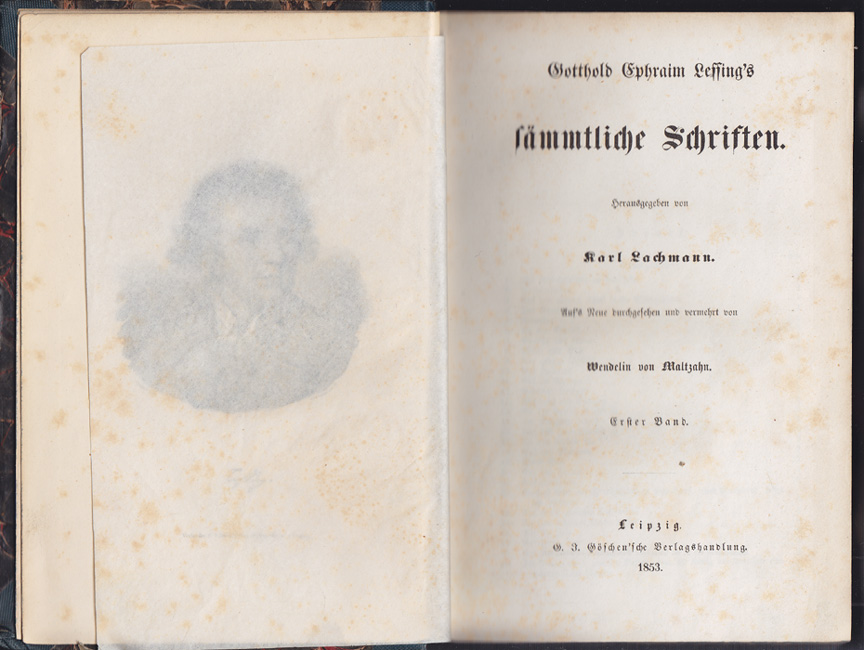 Gotthold Ephraim Leſſing's
ſämmtliche Schriften.
Herausgegeben von
Karl Lachmann.
Auf's Neue durchgeſehen und vermehrt von
Wendelin von Maltzahn.
Erſter Band.
Leipzig.
G. J. Göſchen'ſche Verlagshandlung.
1853.